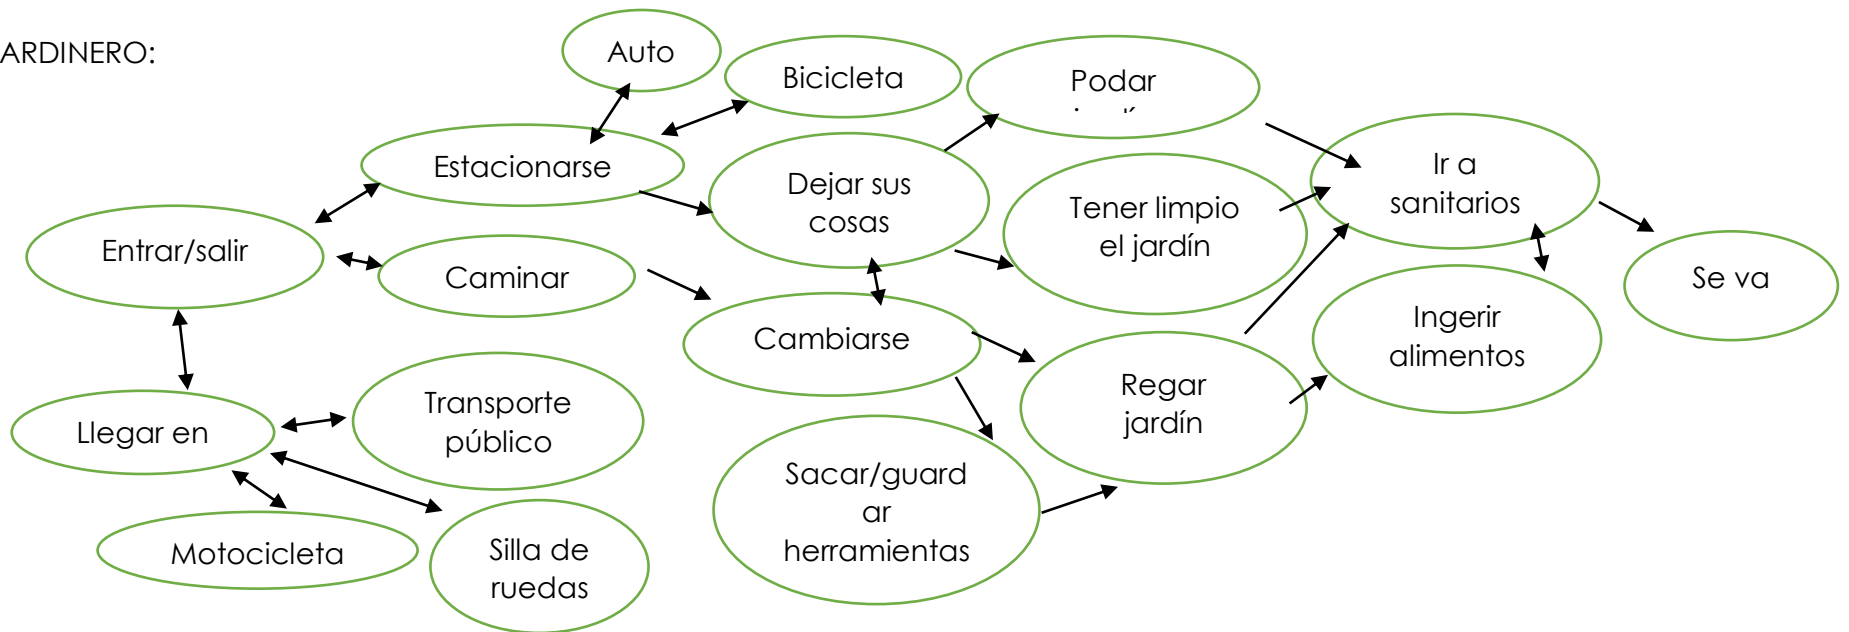 ARDINERO:
Auto
Bicicleta
Podar
Estacionarse
Dejar sus
cosas
Tener limpio
el jardín
Ir a
sanitarios
Entrar/salir
Caminar
Cambiarse
Se va
Ingerir
alimentos
Llegar en
Transporte
público
Regar
jardín
Sacar/guard
ar
herramientas
Motocicleta
Silla de
ruedas